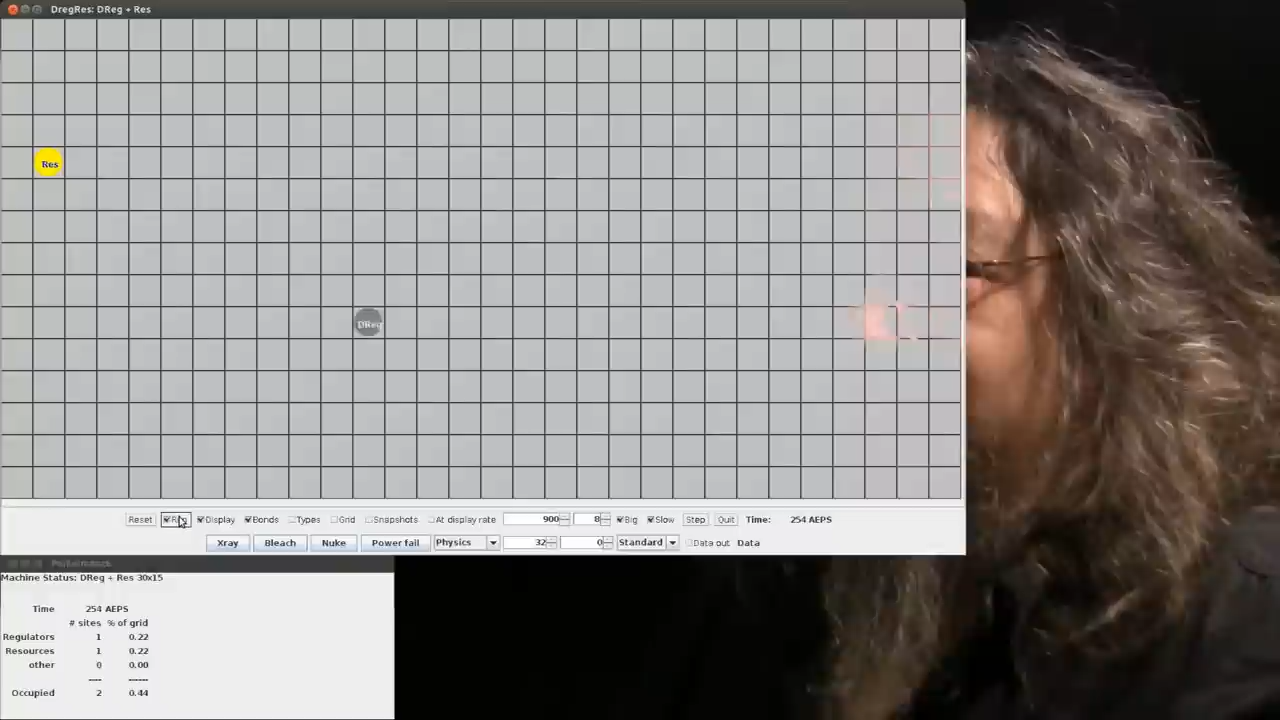 DregRes: DReg + Res
Res
DReg
Reset Display Bonds Types Grid Snapshots At display rate 900 8 Big Slow Step Quit Time: 254 AEPS
Xray Bleach Nuke Power fail Physics 32 0 Standard Data out Data
Machine Status: DReg + Res 30x15
Time 254 AEPS
# sites % of grid
Regulators 1 0.22
Resources 1 0.22
other 0 0.00
---- ------
Occupied 2 0.44